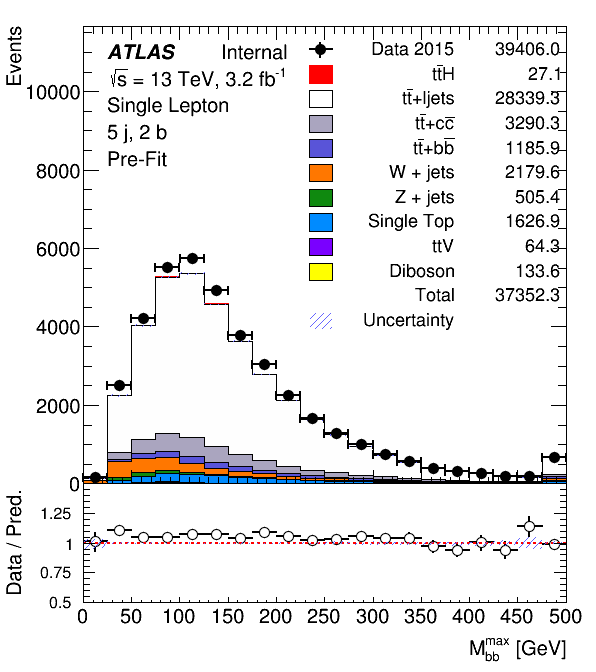 Events
ATLAS Internal
√s = 13 TeV, 3.2 fb⁻¹
Single Lepton
5 j, 2 b
Pre-Fit
Data 2015 39406.0
tt̄H 27.1
tt̄+ljets 28339.3
tt̄+cc̄ 3290.3
tt̄+bb̄ 1185.9
W + jets 2179.6
Z + jets 505.4
Single Top 1626.9
ttV 64.3
Diboson 133.6
Total 37352.3
Uncertainty
10000
8000
6000
4000
2000
0
Data / Pred.
1.25
1
0.75
0.5
0 50 100 150 200 250 300 350 400 450 500
M_bb^max [GeV]